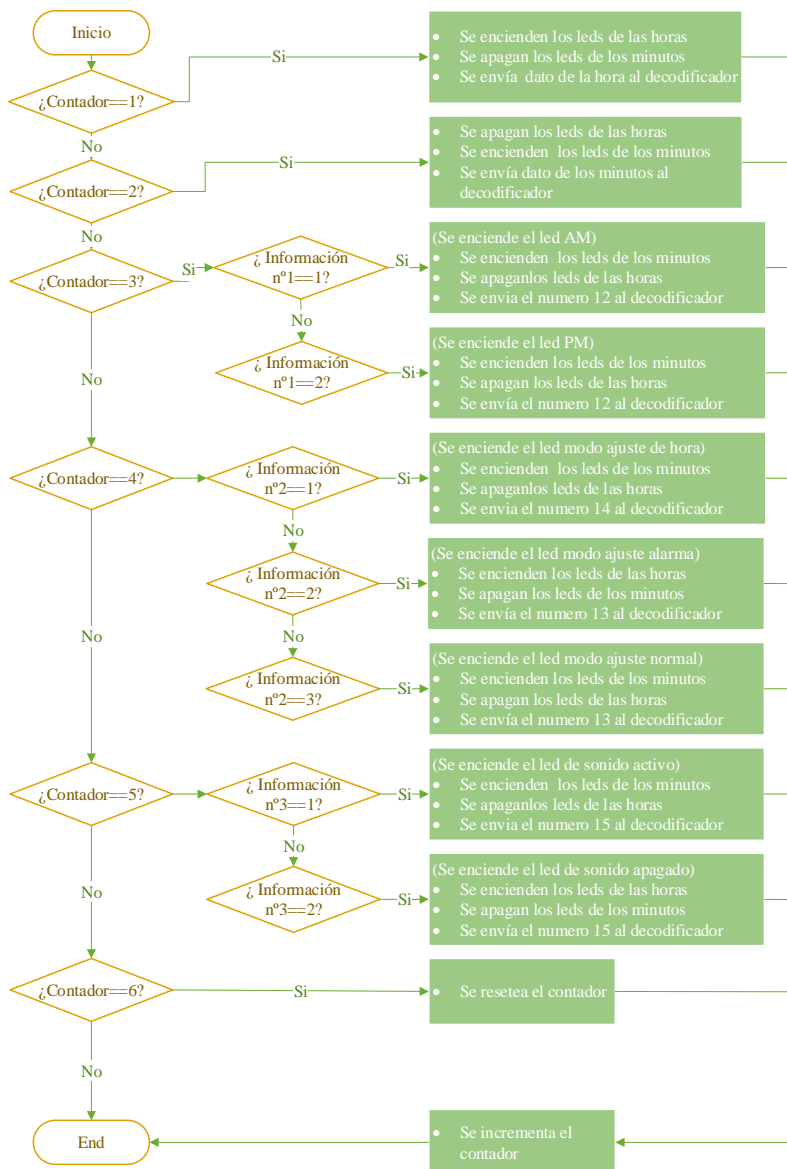 Inicio
¿Contador==1?
Si
• Se encienden los leds de las horas
• Se apagan los leds de los minutos
• Se envía dato de la hora al decodificador
No
¿Contador==2?
Si
• Se apagan los leds de las horas
• Se encienden los leds de los minutos
• Se envía dato de los minutos al
decodificador
No
¿Contador==3?
Si
¿ Información
nº1==1?
Si
(Se enciende el led AM)
• Se encienden los leds de los minutos
• Se apaganlos leds de las horas
• Se envia el numero 12 al decodificador
No
¿ Información
nº1==2?
Si
(Se enciende el led PM)
• Se encienden los leds de los minutos
• Se apagan los leds de las horas
• Se envía el numero 12 al decodificador
No
¿Contador==4?
¿ Información
nº2==1?
Si
(Se enciende el led modo ajuste de hora)
• Se encienden los leds de los minutos
• Se apaganlos leds de las horas
• Se envia el numero 14 al decodificador
No
¿ Información
nº2==2?
Si
(Se enciende el led modo ajuste alarma)
• Se encienden los leds de las horas
• Se apagan los leds de los minutos
• Se envía el numero 13 al decodificador
No
¿ Información
nº2==3?
Si
(Se enciende el led modo ajuste normal)
• Se encienden los leds de los minutos
• Se apagan los leds de las horas
• Se envía el numero 13 al decodificador
No
¿Contador==5?
¿ Información
nº3==1?
Si
(Se enciende el led de sonido activo)
• Se encienden los leds de los minutos
• Se apaganlos leds de las horas
• Se envia el numero 15 al decodificador
No
¿ Información
nº3==2?
Si
(Se enciende el led de sonido apagado)
• Se encienden los leds de las horas
• Se apagan los leds de los minutos
• Se envía el numero 15 al decodificador
No
¿Contador==6?
Si
• Se resetea el contador
No
End
• Se incrementa el
contador